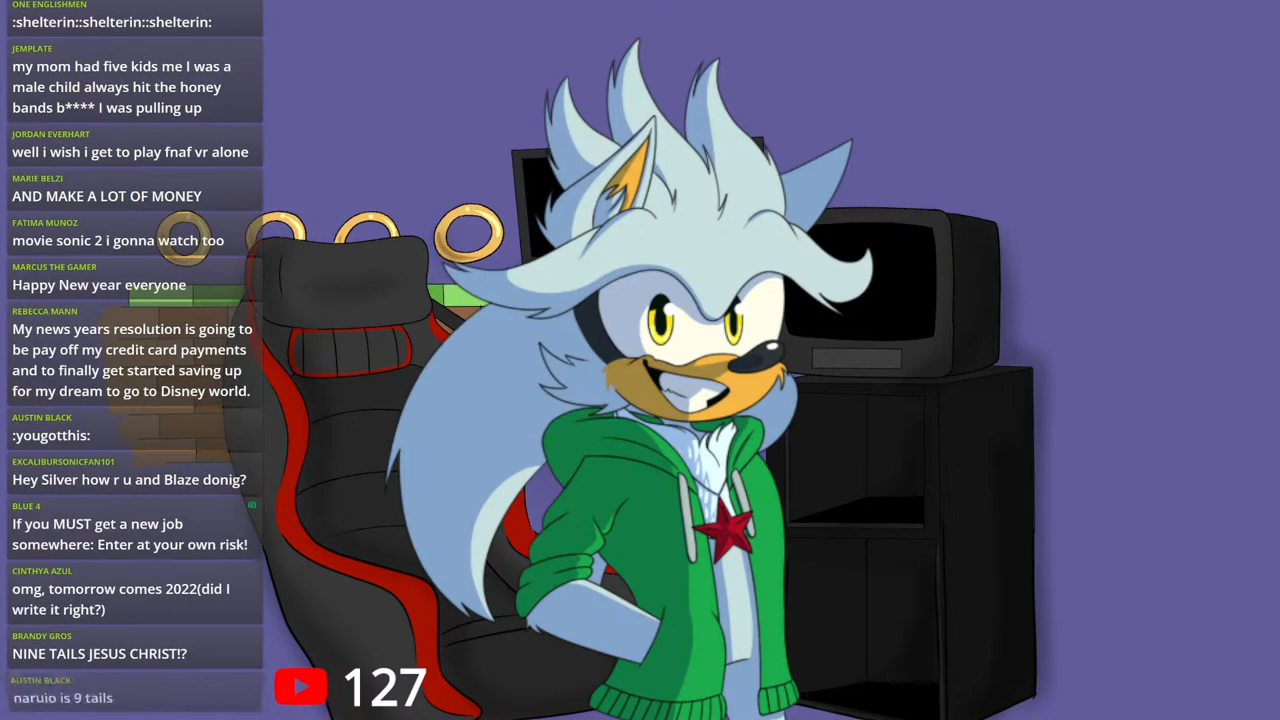 ONE ENGLISHMEN
:shelterin::shelterin::shelterin:
JEMPLATE
my mom had five kids me I was a
male child always hit the honey
bands b**** I was pulling up
JORDAN EVERHART
well i wish i get to play fnaf vr alone
MARIE BELZI
AND MAKE A LOT OF MONEY
FATIMA MUNOZ
movie sonic 2 i gonna watch too
MARCUS THE GAMER
Happy New year everyone
REBECCA MANN
My news years resolution is going to
be pay off my credit card payments
and to finally get started saving up
for my dream to go to Disney world.
AUSTIN BLACK
:yougotthis:
EXCALIBURSONICFAN101
Hey Silver how r u and Blaze donig?
BLUE 4
If you MUST get a new job
somewhere: Enter at your own risk!
CINTHYA AZUL
omg, tomorrow comes 2022(did I
write it right?)
BRANDY GROS
NINE TAILS JESUS CHRIST!?
AUSTIN BLACK
naruio is 9 tails
127